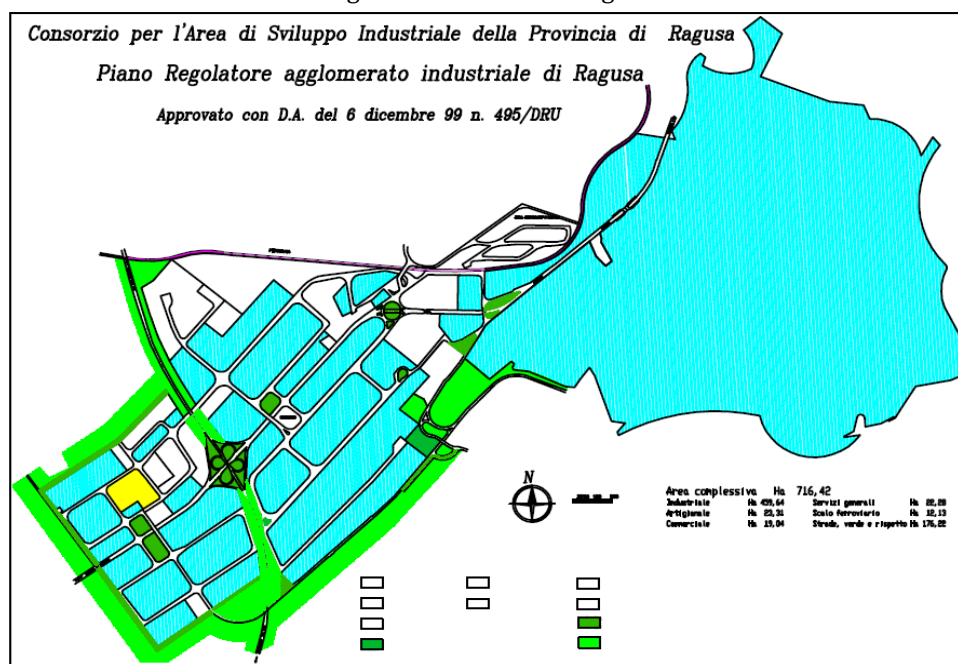 Consorzio per l'Area di Sviluppo Industriale della Provincia di Ragusa
Piano Regolatore agglomerato industriale di Ragusa
Approvato con D.A. del 6 dicembre 99 n. 495/DRU
N
Area complessiva Ha 716,42
Industriale Ha 459,64 Servizi generali Ha 22,28
Artigianale Ha 23,31 Scalo ferroviario Ha 12,13
Commerciale Ha 19,04 Strade, verde e rispetto Ha 176,22